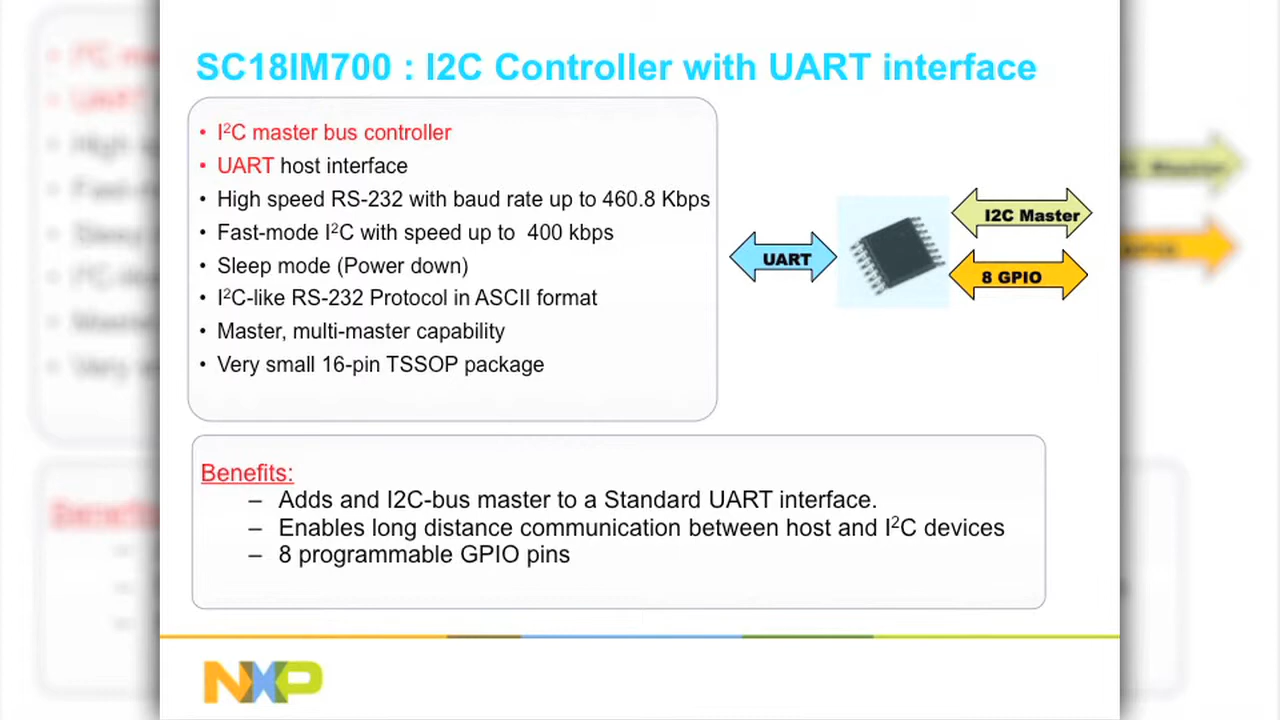 SC18IM700 : I2C Controller with UART interface
• I²C master bus controller
• UART host interface
• High speed RS-232 with baud rate up to 460.8 Kbps
• Fast-mode I²C with speed up to 400 kbps
• Sleep mode (Power down)
• I²C-like RS-232 Protocol in ASCII format
• Master, multi-master capability
• Very small 16-pin TSSOP package
UART
I2C Master
8 GPIO
Benefits:
– Adds and I2C-bus master to a Standard UART interface.
– Enables long distance communication between host and I²C devices
– 8 programmable GPIO pins
NXP